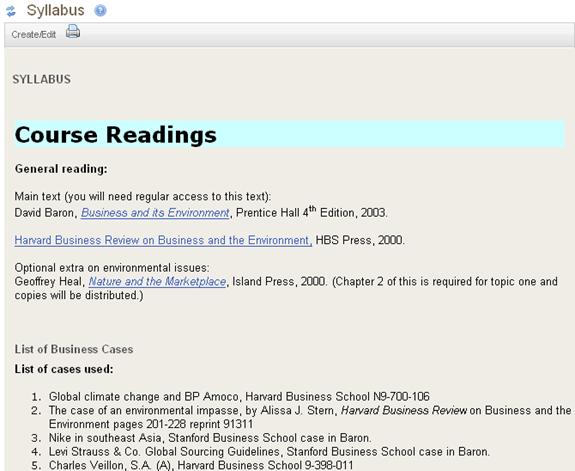 Syllabus
Create/Edit
SYLLABUS
Course Readings
General reading:
Main text (you will need regular access to this text):
David Baron, Business and its Environment, Prentice Hall 4th Edition, 2003.
Harvard Business Review on Business and the Environment, HBS Press, 2000.
Optional extra on environmental issues:
Geoffrey Heal, Nature and the Marketplace, Island Press, 2000. (Chapter 2 of this is required for topic one and
copies will be distributed.)
List of Business Cases
List of cases used:
1. Global climate change and BP Amoco, Harvard Business School N9-700-106
2. The case of an environmental impasse, by Alissa J. Stern, Harvard Business Review on Business and the
Environment pages 201-228 reprint 91311
3. Nike in southeast Asia, Stanford Business School case in Baron.
4. Levi Strauss & Co. Global Sourcing Guidelines, Stanford Business School case in Baron.
5. Charles Veillon, S.A. (A), Harvard Business School 9-398-011